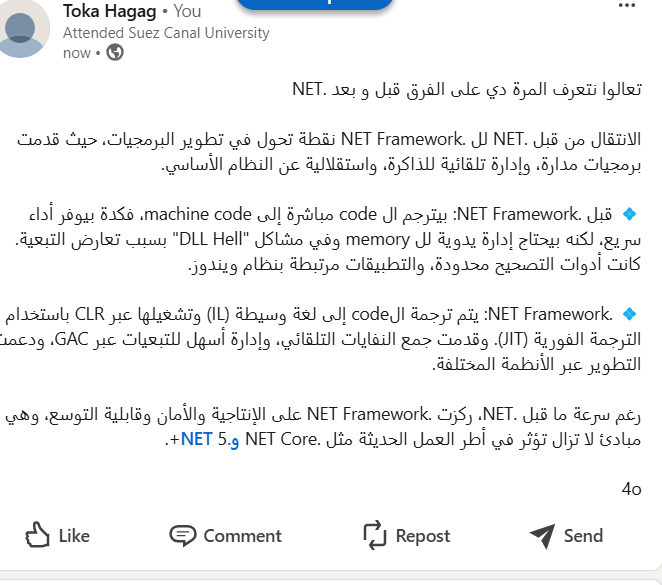 Toka Hagag • You
Attended Suez Canal University
now •
تعالوا نتعرف المرة دي على الفرق قبل و بعد .NET
الانتقال من قبل .NET لل .NET Framework نقطة تحول في تطوير البرمجيات، حيث قدمت
برمجيات مدارة، وإدارة تلقائية للذاكرة، واستقلالية عن النظام الأساسي.
🔹 قبل .NET Framework: بيترجم ال code مباشرة إلى machine code، فكدة بيوفر أداء
سريع، لكنه بيحتاج إدارة يدوية لل memory وفي مشاكل "DLL Hell" بسبب تعارض التبعية.
كانت أدوات التصحيح محدودة، والتطبيقات مرتبطة بنظام ويندوز.
🔹 .NET Framework: يتم ترجمة الcode إلى لغة وسيطة (IL) وتشغيلها عبر CLR باستخدام
الترجمة الفورية (JIT). وقدمت جمع النفايات التلقائي، وإدارة أسهل للتبعيات عبر GAC، ودعمت
التطوير عبر الأنظمة المختلفة.
رغم سرعة ما قبل .NET، ركزت .NET Framework على الإنتاجية والأمان وقابلية التوسع، وهي
مبادئ لا تزال تؤثر في أطر العمل الحديثة مثل .NET Core و.NET 5+.
4o
Like Comment Repost Send